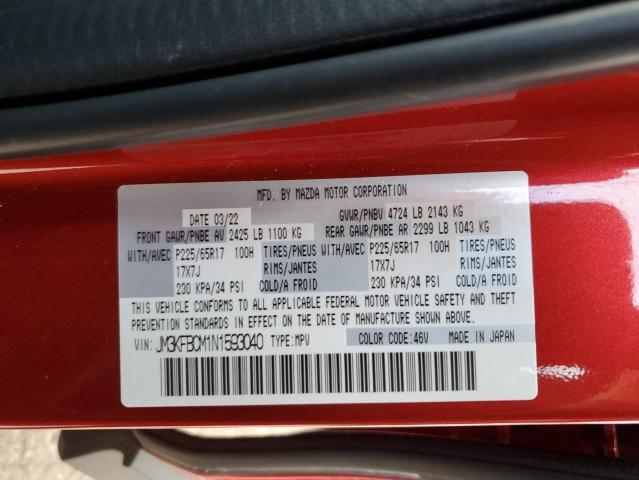 MFD. BY MAZDA MOTOR CORPORATION
DATE 03/22 GVWR/PNBV 4724 LB 2143 KG
FRONT GAWR/PNBE AV 2425 LB 1100 KG REAR GAWR/PNBE AR 2299 LB 1043 KG
WITH/AVEC P225/65R17 100H TIRES/PNEUS WITH/AVEC P225/65R17 100H TIRES/PNEUS
17X7J RIMS/JANTES 17X7J RIMS/JANTES
230 KPA/34 PSI COLD/A FROID 230 KPA/34 PSI COLD/A FROID
THIS VEHICLE CONFORMS TO ALL APPLICABLE FEDERAL MOTOR VEHICLE SAFETY AND THEFT
PREVENTION STANDARDS IN EFFECT ON THE DATE OF MANUFACTURE SHOWN ABOVE.
VIN: JM3KFBCM1N1593040 TYPE:MPV COLOR CODE: 46V MADE IN JAPAN